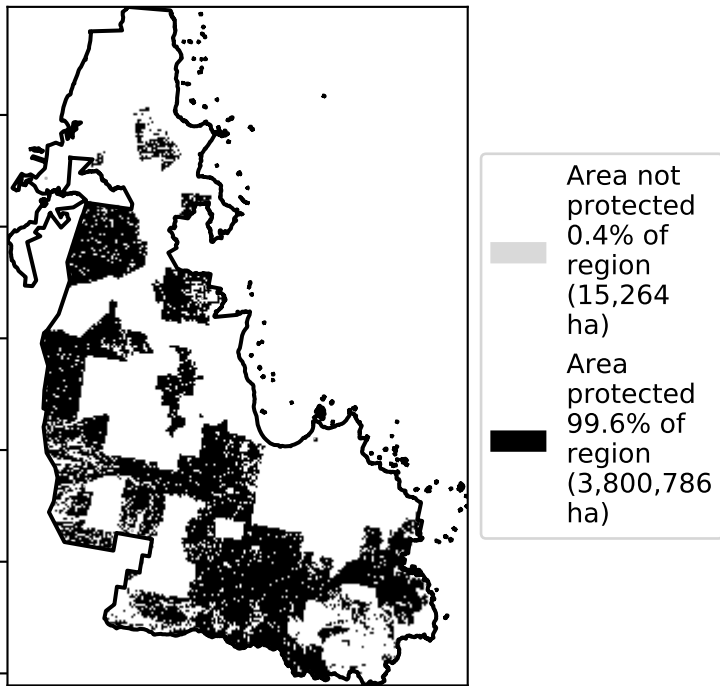 Area not
protected
0.4% of
region
(15,264
ha)
Area
protected
99.6% of
region
(3,800,786
ha)